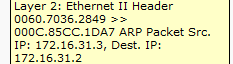 Layer 2: Ethernet II Header
0060.7036.2849 >>
000C.85CC.1DA7 ARP Packet Src.
IP: 172.16.31.3, Dest. IP:
172.16.31.2